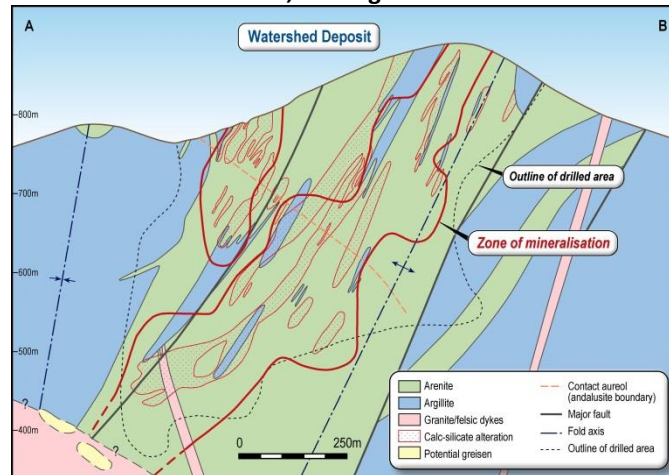 A
Watershed Deposit
B
800m
Outline of drilled area
700m
Zone of mineralisation
600m
500m
?
400m
?
0 250m
Arenite
Argillite
Granite/felsic dykes
Calc-silicate alteration
Potential greisen
Contact aureol
(andalusite boundary)
Major fault
Fold axis
Outline of drilled area